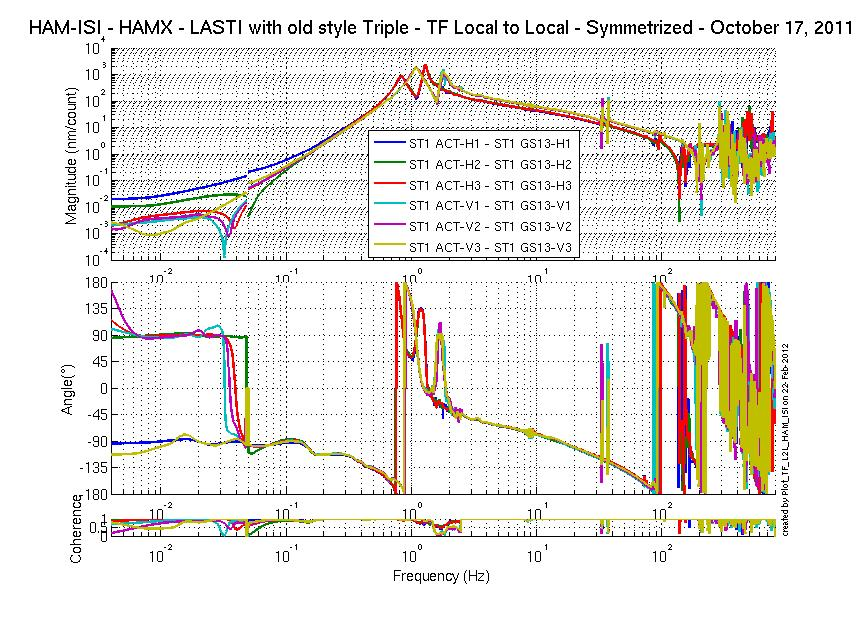 HAM-ISI - HAMX - LASTI with old style Triple - TF Local to Local - Symmetrized - October 17, 2011
Magnitude (nm/count)
10^4
10^3
10^2
10^1
10^0
10^-1
10^-2
10^-3
10^-4
ST1 ACT-H1 - ST1 GS13-H1
ST1 ACT-H2 - ST1 GS13-H2
ST1 ACT-H3 - ST1 GS13-H3
ST1 ACT-V1 - ST1 GS13-V1
ST1 ACT-V2 - ST1 GS13-V2
ST1 ACT-V3 - ST1 GS13-V3
10^-2 10^-1 10^0 10^1 10^2
Angle(°)
180
135
90
45
0
-45
-90
-135
180
10^-2 10^-1 10^0 10^1 10^2
Coherence
1
0.5
0
10^-2 10^-1 10^0 10^1 10^2
Frequency (Hz)
created by Plot_TF_L2L_HAM_ISI on 22-Feb-2012